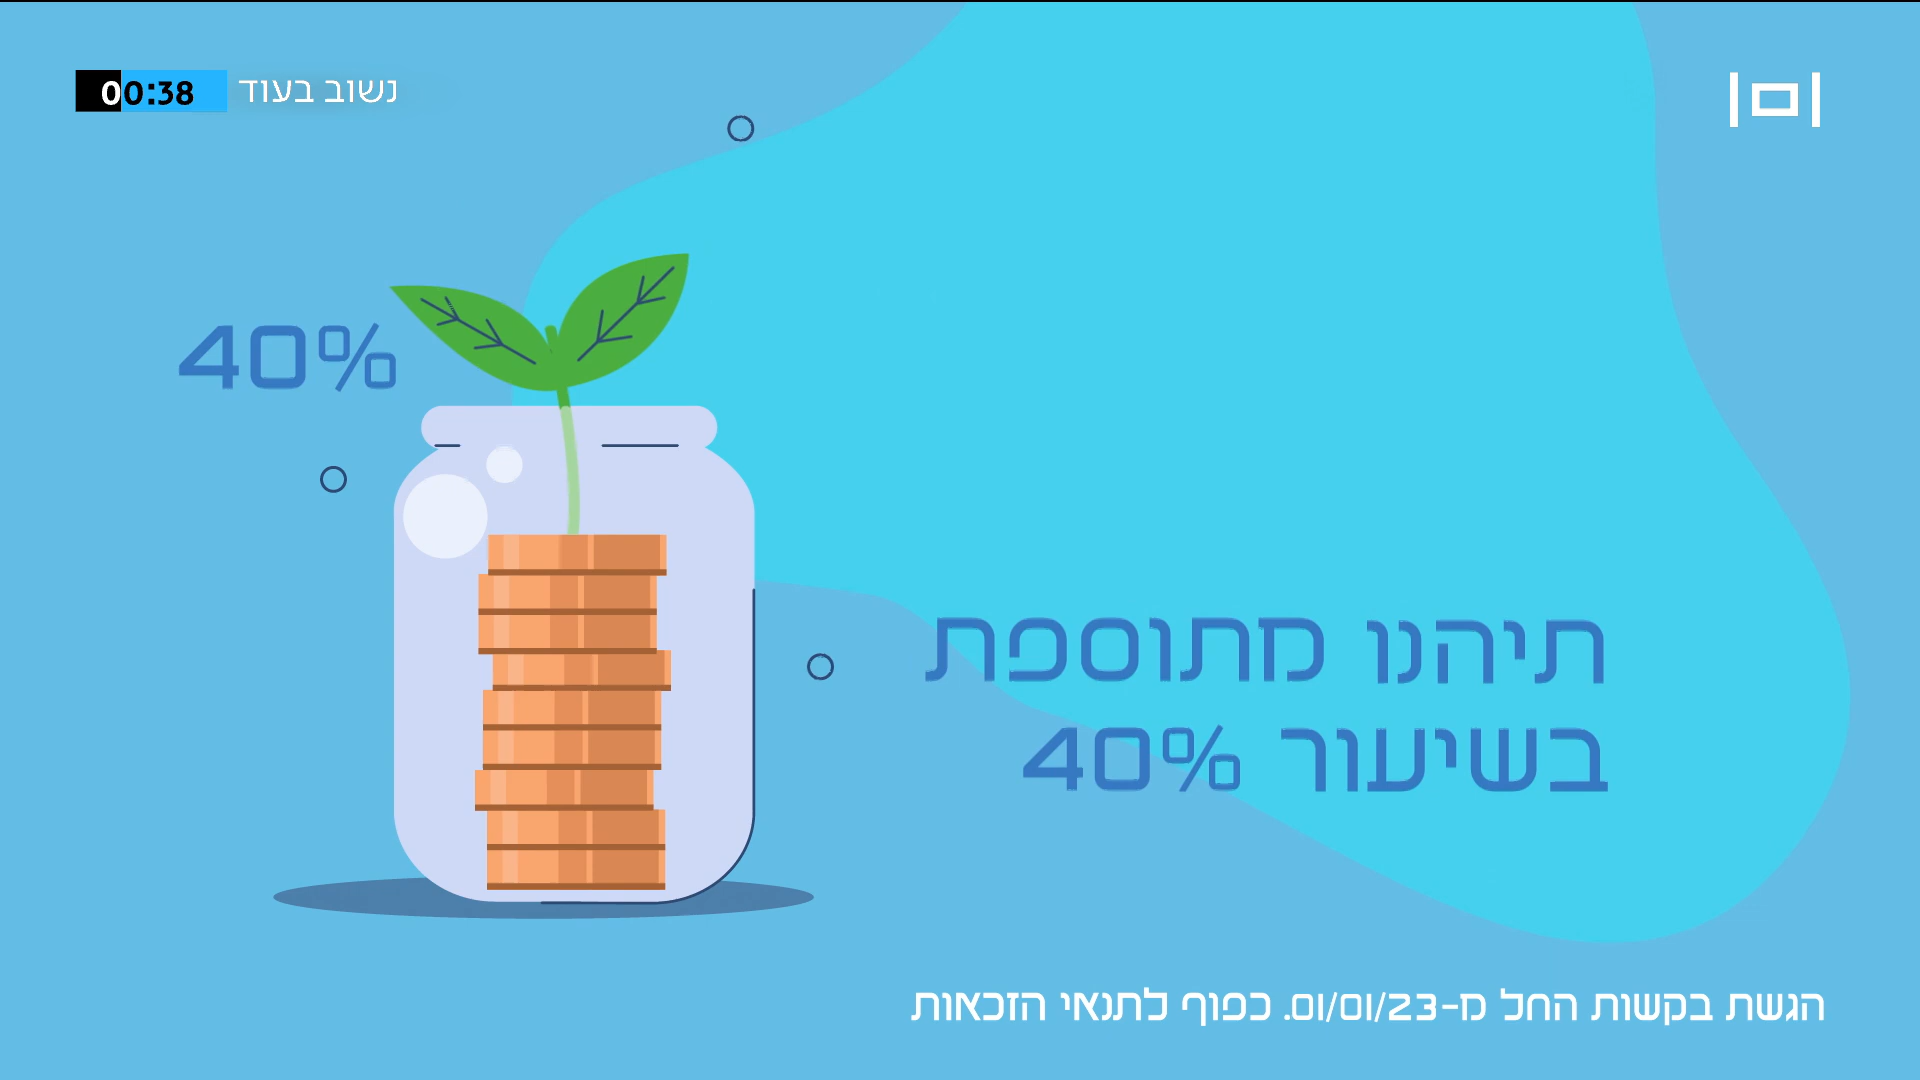 נשוב בעוד 00:38
|ם|
40%
תיהנו מתוספת
בשיעור 40%
הגשת בקשות החל מ-01/01/23. כפוף לתנאי הזכאות